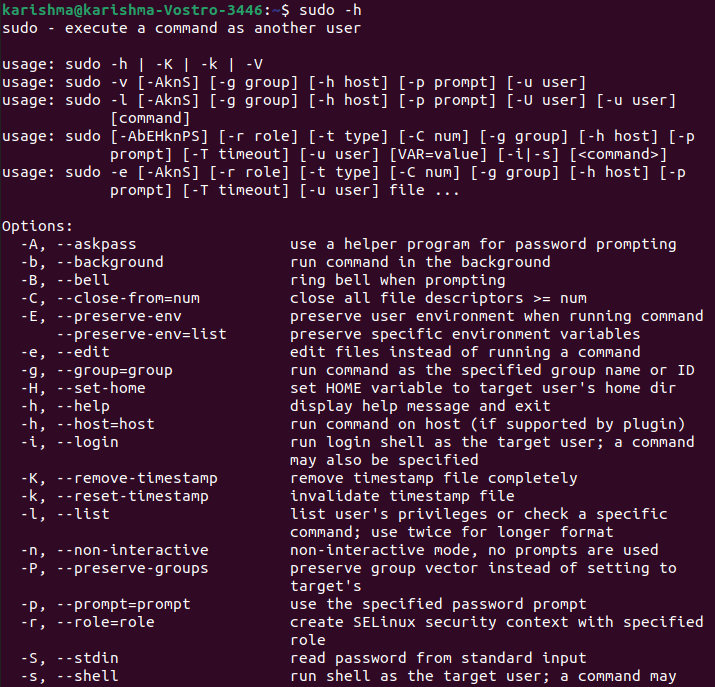 karishma@karishma-Vostro-3446:~$ sudo -h
sudo - execute a command as another user

usage: sudo -h | -K | -k | -V
usage: sudo -v [-AknS] [-g group] [-h host] [-p prompt] [-u user]
usage: sudo -l [-AknS] [-g group] [-h host] [-p prompt] [-U user] [-u user]
            [command]
usage: sudo [-AbEHknPS] [-r role] [-t type] [-C num] [-g group] [-h host] [-p
            prompt] [-T timeout] [-u user] [VAR=value] [-i|-s] [<command>]
usage: sudo -e [-AknS] [-r role] [-t type] [-C num] [-g group] [-h host] [-p
            prompt] [-T timeout] [-u user] file ...

Options:
  -A, --askpass                 use a helper program for password prompting
  -b, --background              run command in the background
  -B, --bell                    ring bell when prompting
  -C, --close-from=num          close all file descriptors >= num
  -E, --preserve-env            preserve user environment when running command
      --preserve-env=list       preserve specific environment variables
  -e, --edit                    edit files instead of running a command
  -g, --group=group             run command as the specified group name or ID
  -H, --set-home                set HOME variable to target user's home dir
  -h, --help                    display help message and exit
  -h, --host=host               run command on host (if supported by plugin)
  -i, --login                   run login shell as the target user; a command
                                may also be specified
  -K, --remove-timestamp        remove timestamp file completely
  -k, --reset-timestamp         invalidate timestamp file
  -l, --list                    list user's privileges or check a specific
                                command; use twice for longer format
  -n, --non-interactive         non-interactive mode, no prompts are used
  -P, --preserve-groups         preserve group vector instead of setting to
                                target's
  -p, --prompt=prompt           use the specified password prompt
  -r, --role=role               create SELinux security context with specified
                                role
  -S, --stdin                   read password from standard input
  -s, --shell                   run shell as the target user; a command may